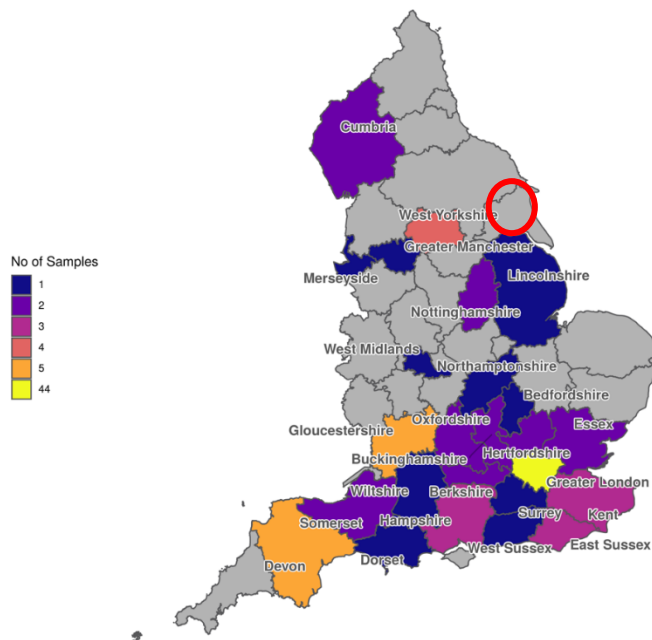 Cumbria
West Yorkshire
Greater Manchester
No of Samples
1
2
3
4
5
44
Merseyside
Lincolnshire
Nottinghamshire
West Midlands
Northamptonshire
Bedfordshire
Oxfordshire
Essex
Gloucestershire
Hertfordshire
Buckinghamshire
Wiltshire
Berkshire
Greater London
Somerset
Hampshire
Surrey
Kent
East Sussex
West Sussex
Dorset
Devon